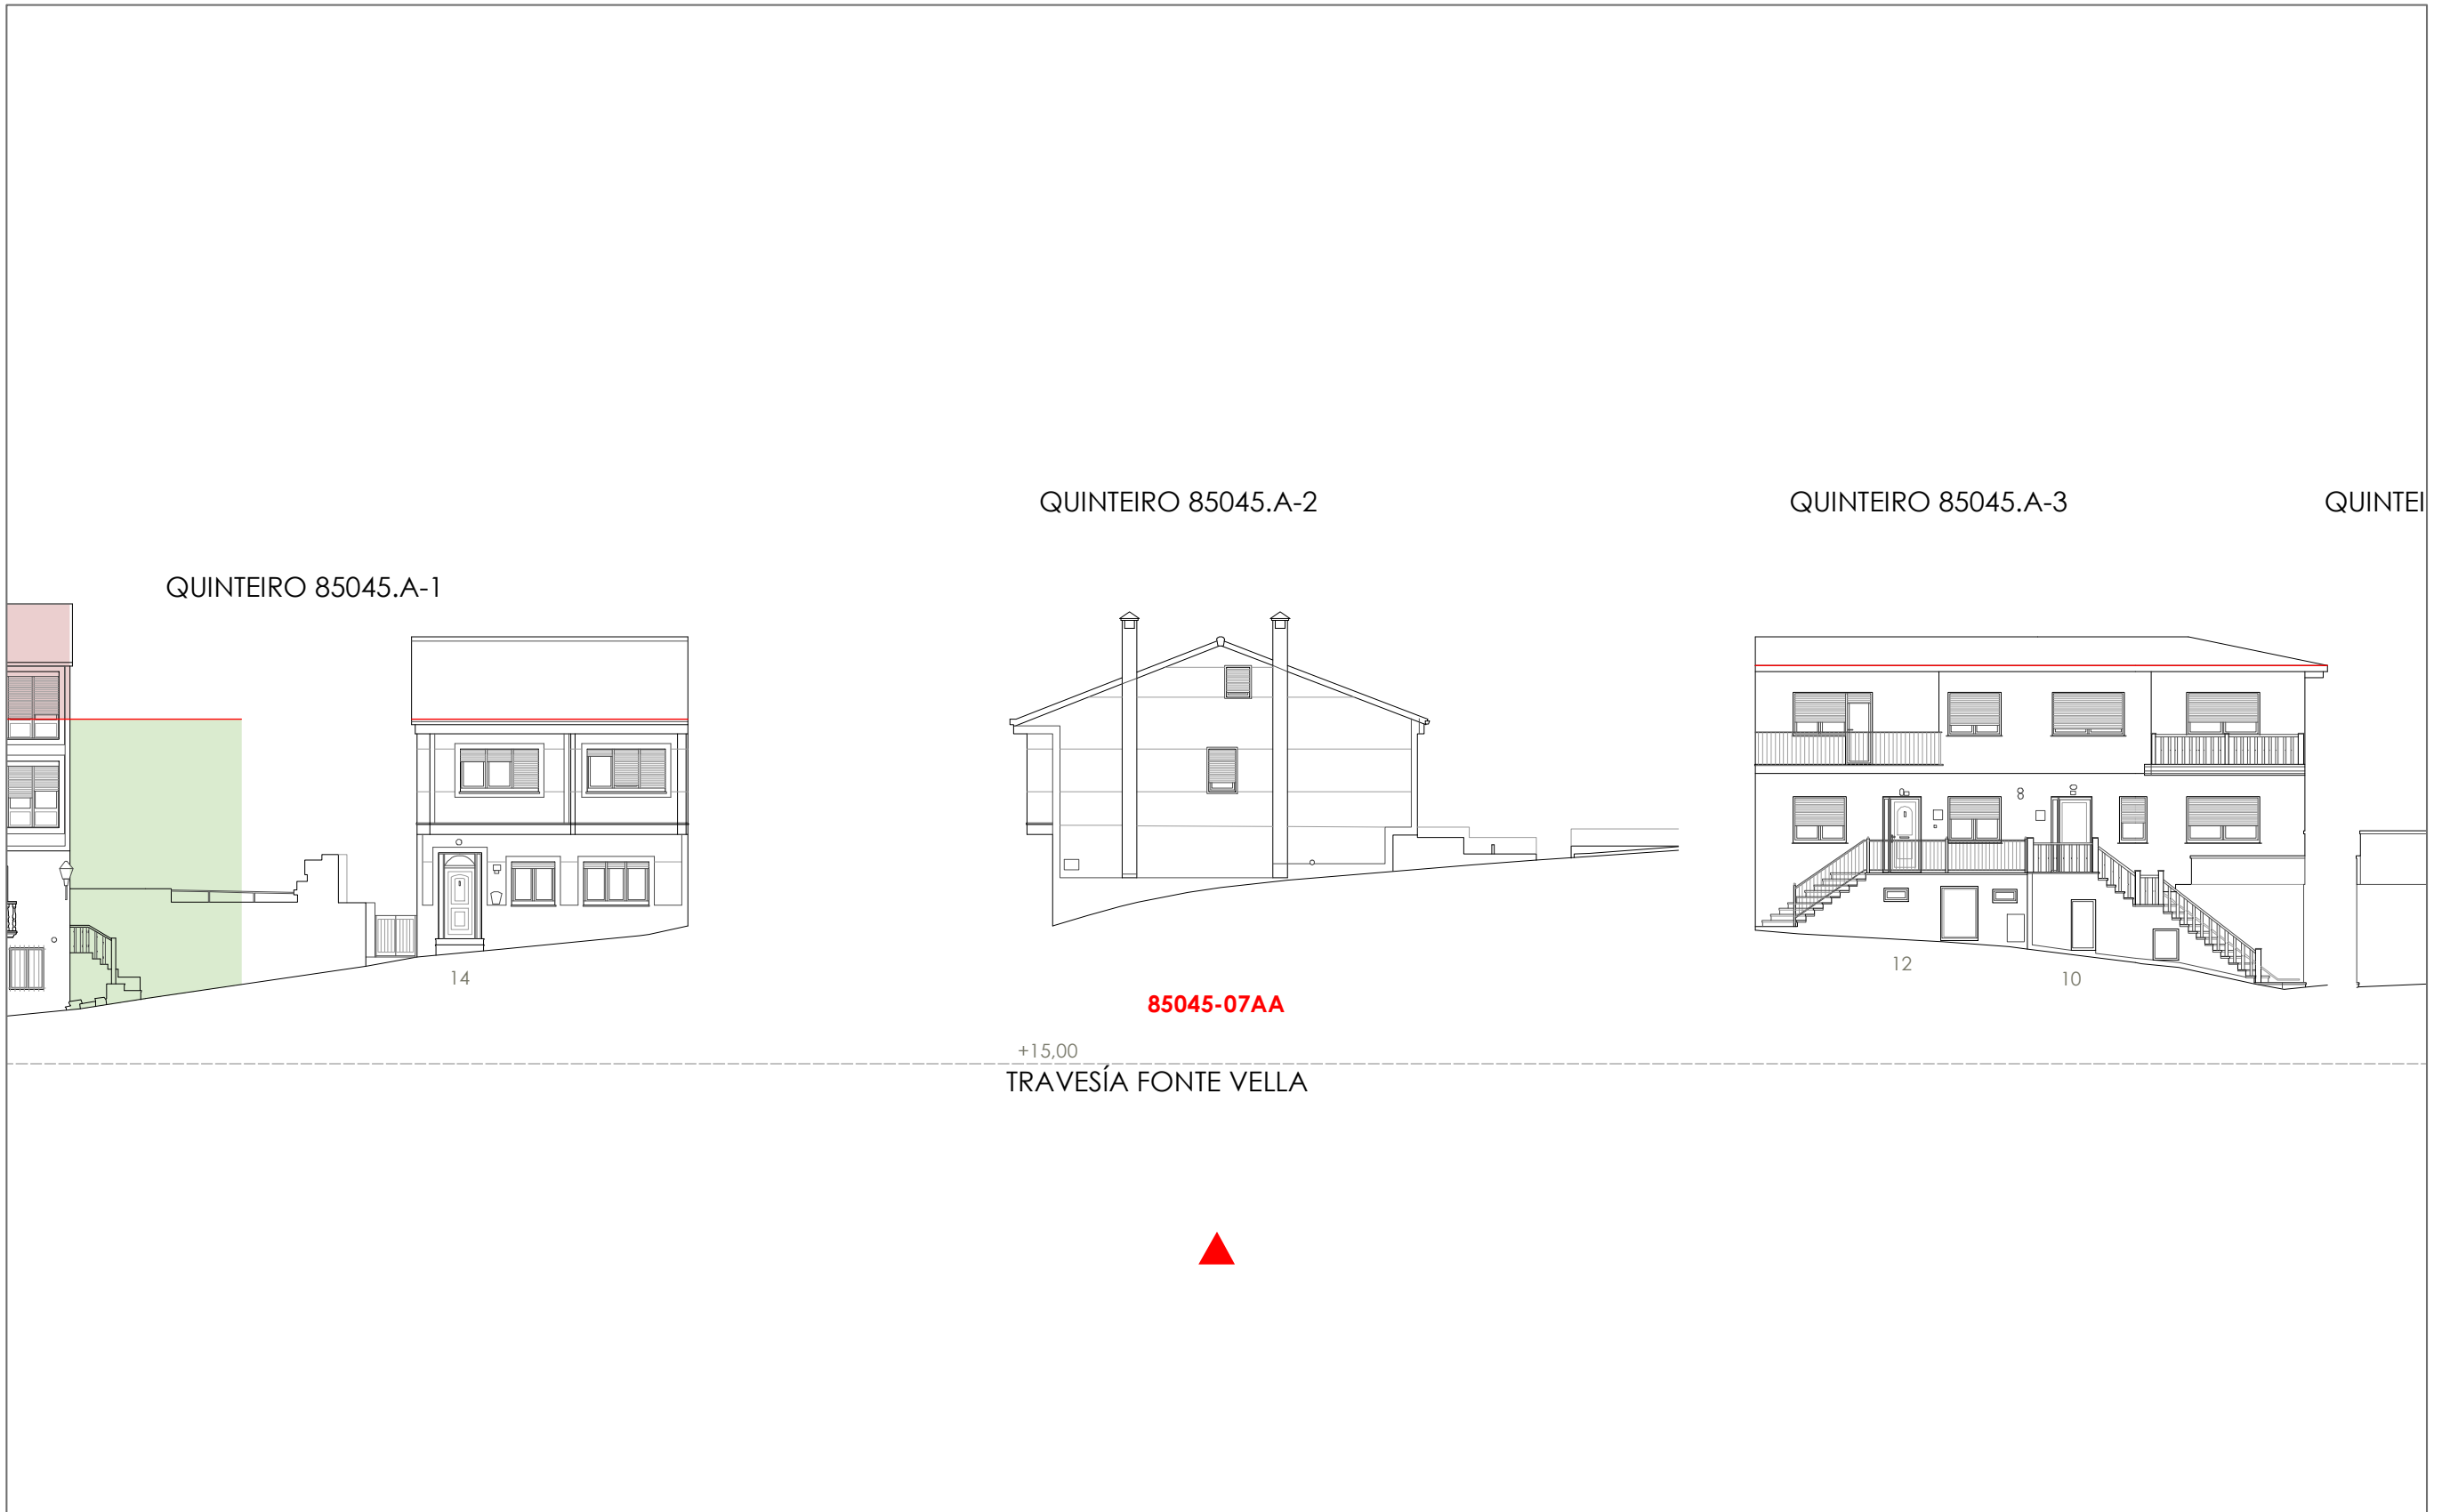 QUINTEIRO 85045.A-2
QUINTEIRO 85045.A-3
QUINTEI
QUINTEIRO 85045.A-1
14
12
10
85045-07AA
+15,00
TRAVESÍA FONTE VELLA